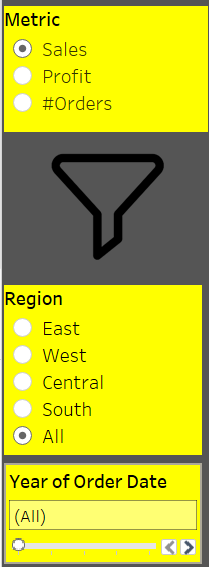 Metric
Sales
Profit
#Orders
Region
East
West
Central
South
All
Year of Order Date
(All)